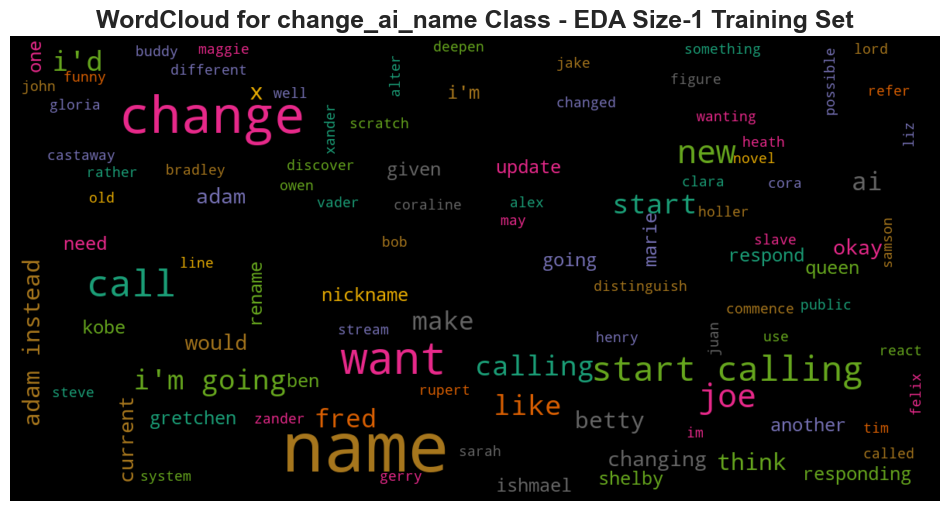 WordCloud for change_ai_name Class - EDA Size-1 Training Set
one
i'd
buddy
maggie
deepen
something
lord
john
funny
different
alter
jake
figure
possible
refer
gloria
change
x
well
i'm
changed
wanting
liz
xander
scratch
castaway
rather
bradley
discover
given
update
new
novel
heath
old
adam
owen
vader
coraline
alex
may
start
clara
cora
ai
holler
need
bob
marie
slave
okay
samson
call
line
rename
going
respond
queen
adam instead
nickname
distinguish
commence
public
kobe
would
stream
make
henry
juan
use
react
steve
i'm going
ben
want
calling
start calling
felix
current
gretchen
zander
fred
rupert
like
joe
betty
im
another
tim
name
sarah
changing
think
called
system
gerry
ishmael
shelby
responding